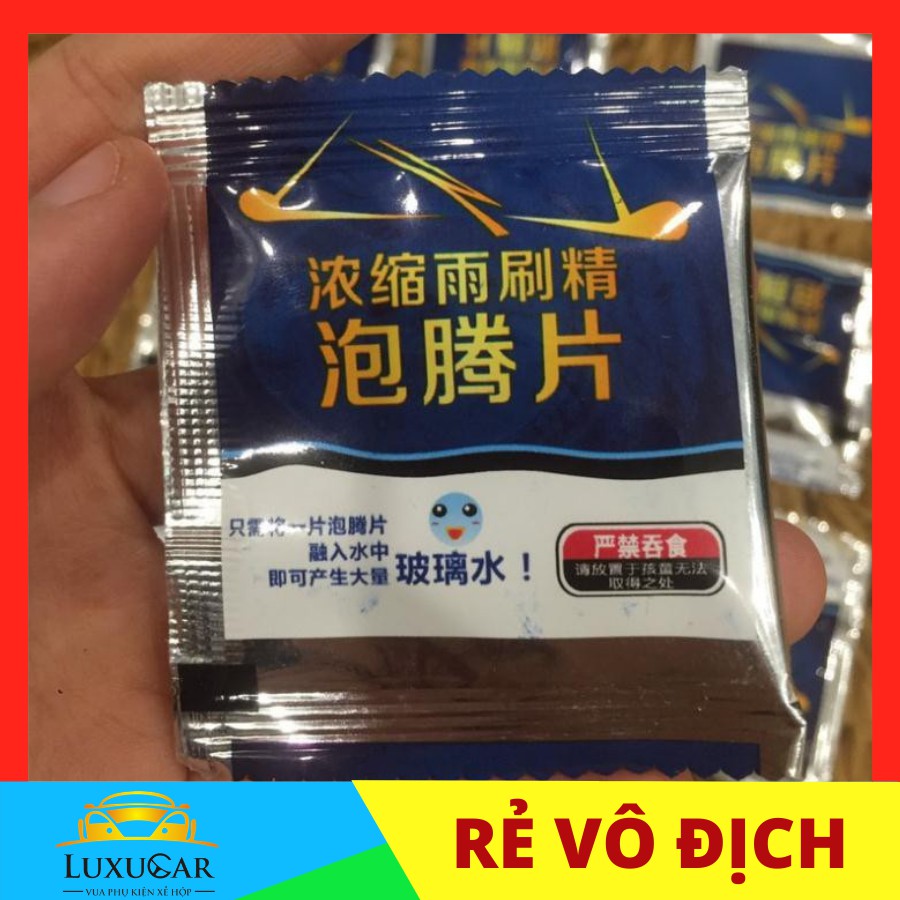 浓缩雨刷精
泡腾片
只需将一片泡腾片
融入水中
即可产生大量 玻璃水！
严禁吞食
请放置于孩童无法
取得之处
LUXUCAR
VUA PHỤ KIỆN XẾ HỘP
RẺ VÔ ĐỊCH